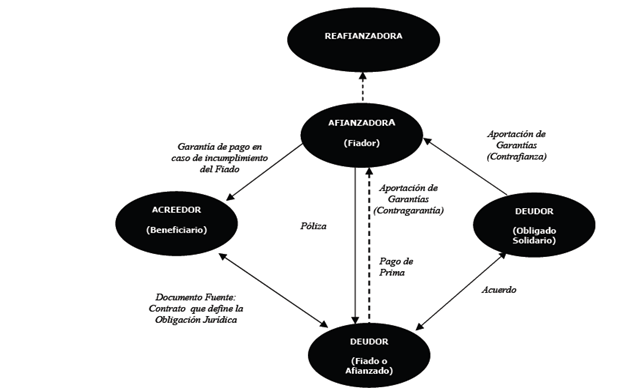 REAFIANZADORA
AFIANZADORA
(Fiador)
Garantía de pago en
caso de incumplimiento
del Fiado
Aportación de
Garantías
(Contrafianza)
Aportación de
Garantías
(Contragarantía)
ACREEDOR
(Beneficiario)
Póliza
DEUDOR
(Obligado
Solidario)
Pago de
Prima
Documento Fuente:
Contrato que define la
Obligación Jurídica
Acuerdo
DEUDOR
(Fiado o
Afianzado)